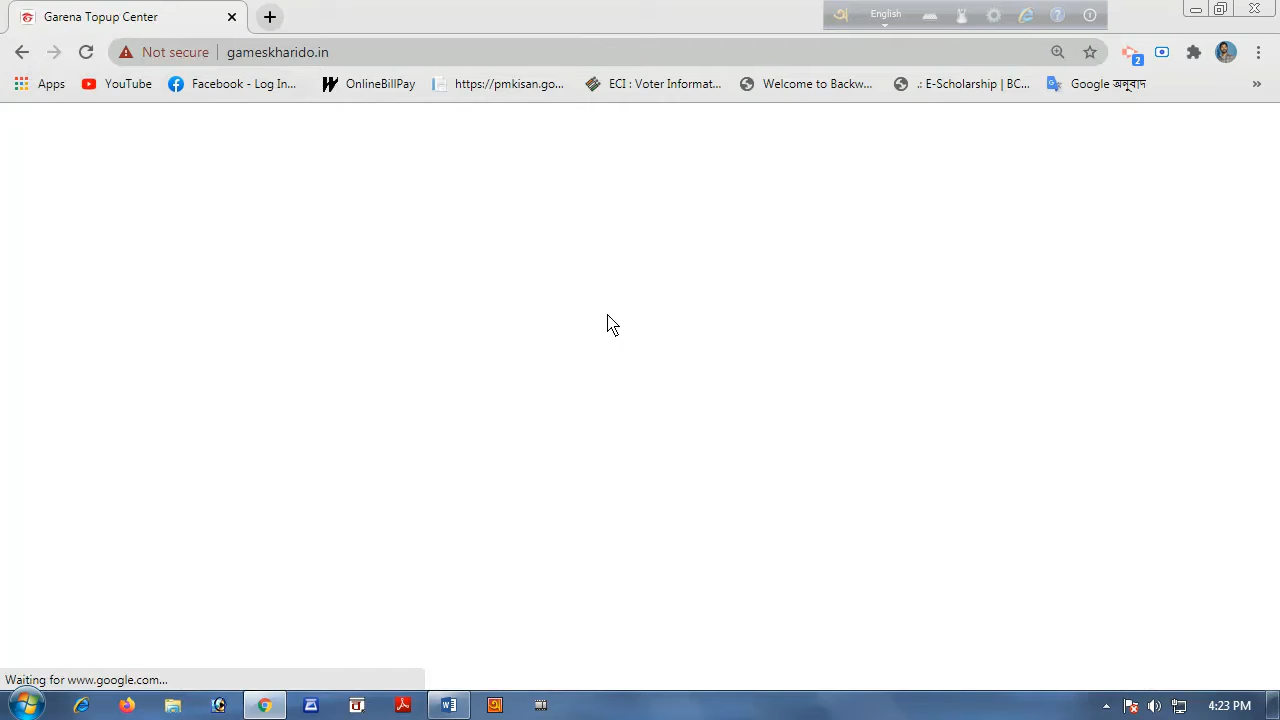 Garena Topup Center
English
Not secure
gameskharido.in
2
Apps
YouTube
Facebook - Log In...
OnlineBillPay
https://pmkisan.go...
ECI : Voter Informat...
Welcome to Backw...
.: E-Scholarship | BC...
Google অনুবাদ
»
Waiting for www.google.com...
4:23 PM